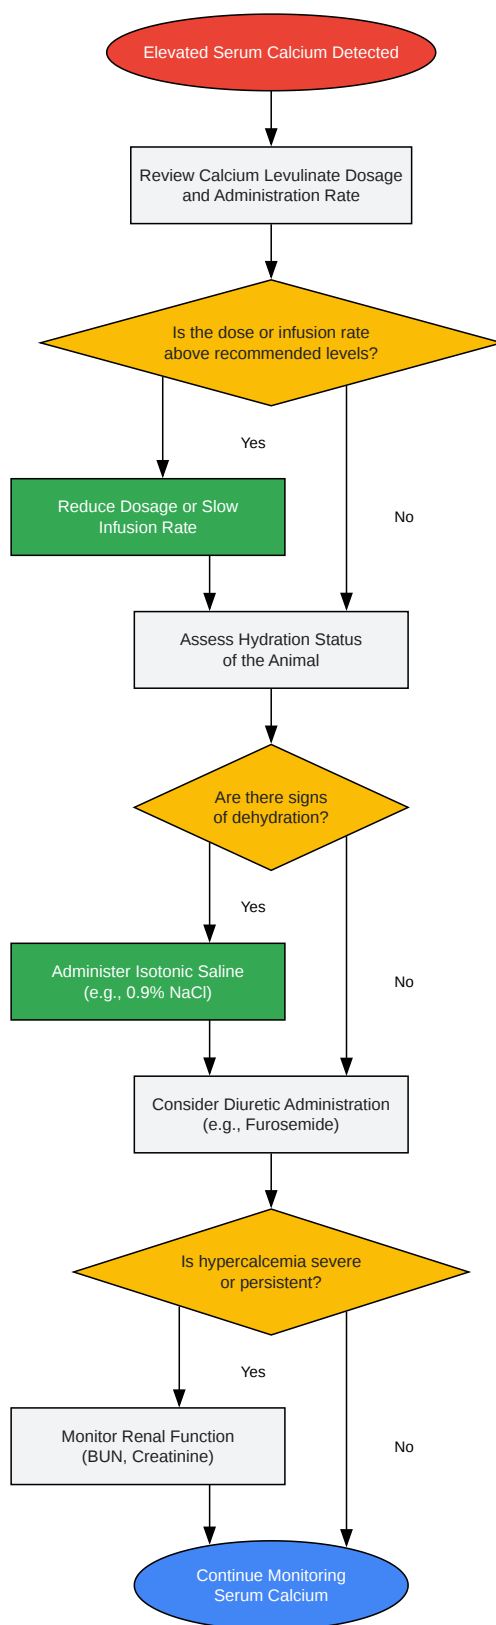 Elevated Serum Calcium Detected
Review Calcium Levulinate Dosage
and Administration Rate
Is the dose or infusion rate
above recommended levels?
Yes
Reduce Dosage or Slow
Infusion Rate
No
Assess Hydration Status
of the Animal
Are there signs
of dehydration?
Yes
Administer Isotonic Saline
(e.g., 0.9% NaCl)
No
Consider Diuretic Administration
(e.g., Furosemide)
Is hypercalcemia severe
or persistent?
Yes
Monitor Renal Function
(BUN, Creatinine)
No
Continue Monitoring
Serum Calcium